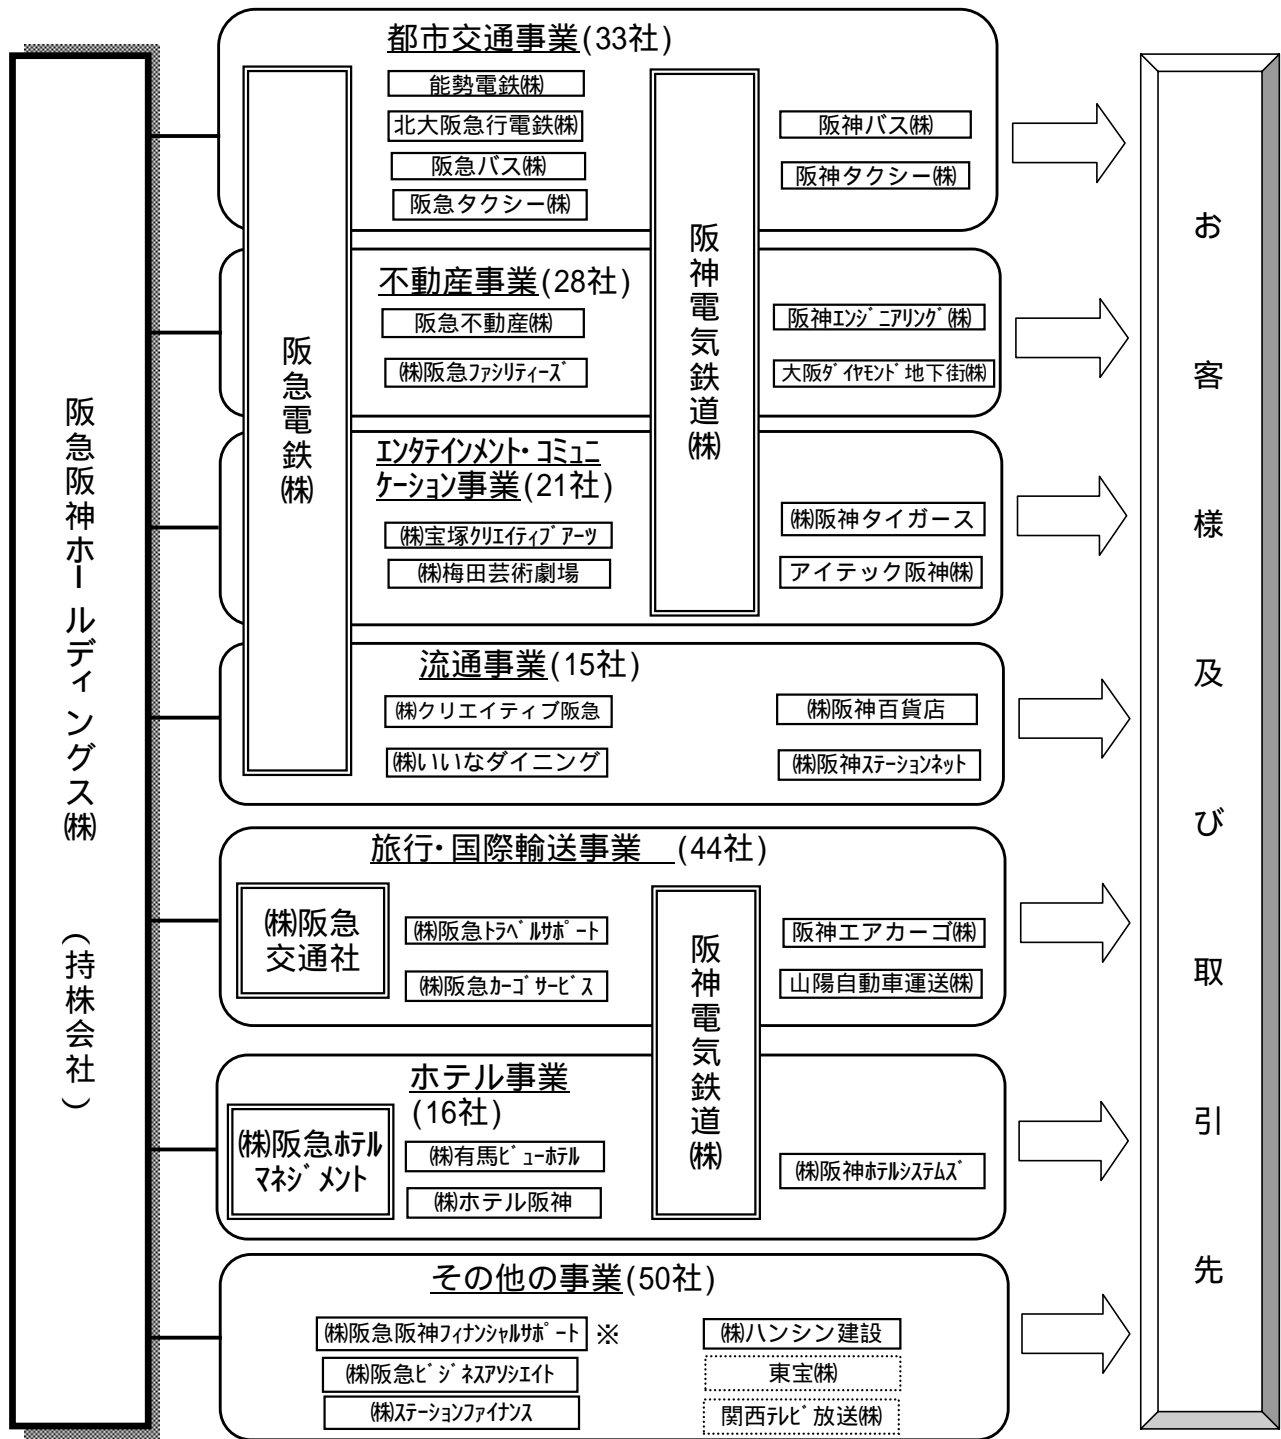 阪急阪神ホールディングス㈱　(持株会社)
都市交通事業(33社)
阪急電鉄㈱
能勢電鉄㈱
北大阪急行電鉄㈱
阪急バス㈱
阪急タクシー㈱
阪神電気鉄道㈱
阪神バス㈱
阪神タクシー㈱
不動産事業(28社)
阪急不動産㈱
㈱阪急ﾌｧｼﾘﾃｨｰｽﾞ
阪神ｴﾝｼﾞﾆｱﾘﾝｸﾞ㈱
大阪ﾀﾞｲﾔﾓﾝﾄﾞ地下街㈱
ｴﾝﾀﾃｲﾝﾒﾝﾄ･ｺﾐｭﾆ
ｹｰｼｮﾝ事業(21社)
㈱宝塚ｸﾘｴｲﾃｨﾌﾞｱｰﾂ
㈱梅田芸術劇場
㈱阪神タイガース
アイテック阪神㈱
流通事業(15社)
㈱クリエイティブ阪急
㈱いいなダイニング
㈱阪神百貨店
㈱阪神ｽﾃｰｼｮﾝﾈｯﾄ
旅行･国際輸送事業　(44社)
㈱阪急
交通社
㈱阪急ﾄﾗﾍﾞﾙｻﾎﾟｰﾄ
㈱阪急ｶｰｺﾞｻｰﾋﾞｽ
阪神電気鉄道㈱
阪神エアカーゴ㈱
山陽自動車運送㈱
ホテル事業
(16社)
㈱阪急ﾎﾃﾙ
ﾏﾈｼﾞﾒﾝﾄ
㈱有馬ﾋﾞｭｰﾎﾃﾙ
㈱ホテル阪神
㈱阪神ﾎﾃﾙｼｽﾃﾑｽﾞ
その他の事業(50社)
㈱阪急阪神ﾌｨﾅﾝｼｬﾙｻﾎﾟｰﾄ ※
㈱阪急ﾋﾞｼﾞﾈｽｱｿｼｴｲﾄ
㈱ｽﾃｰｼｮﾝﾌｧｲﾅﾝｽ
㈱ハンシン建設
東宝㈱
関西ﾃﾚﾋﾞ放送㈱
お客様及び取引先